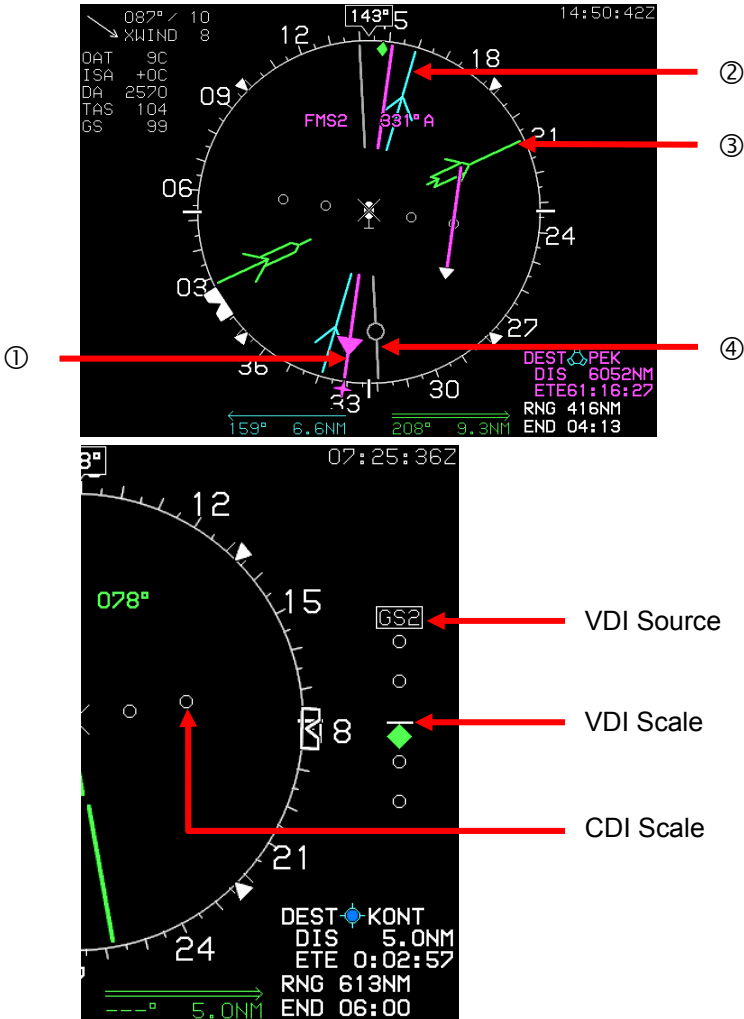 087°/ 10
XWIND 8
143°
14:50:42Z
OAT 9C
ISA +0C
DA 2570
TAS 104
GS 99
12
15
18
②
09
FMS2 331°A
21
③
06
24
03
27
①
36
④
33
30
DEST PEK
DIS 6052NM
ETE61:16:27
RNG 416NM
END 04:13
159° 6.6NM
208° 9.3NM
8°
07:25:36Z
12
078°
15
GS2
VDI Source
8
VDI Scale
CDI Scale
21
24
DEST KONT
DIS 5.0NM
ETE 0:02:57
RNG 613NM
END 06:00
---° 5.0NM